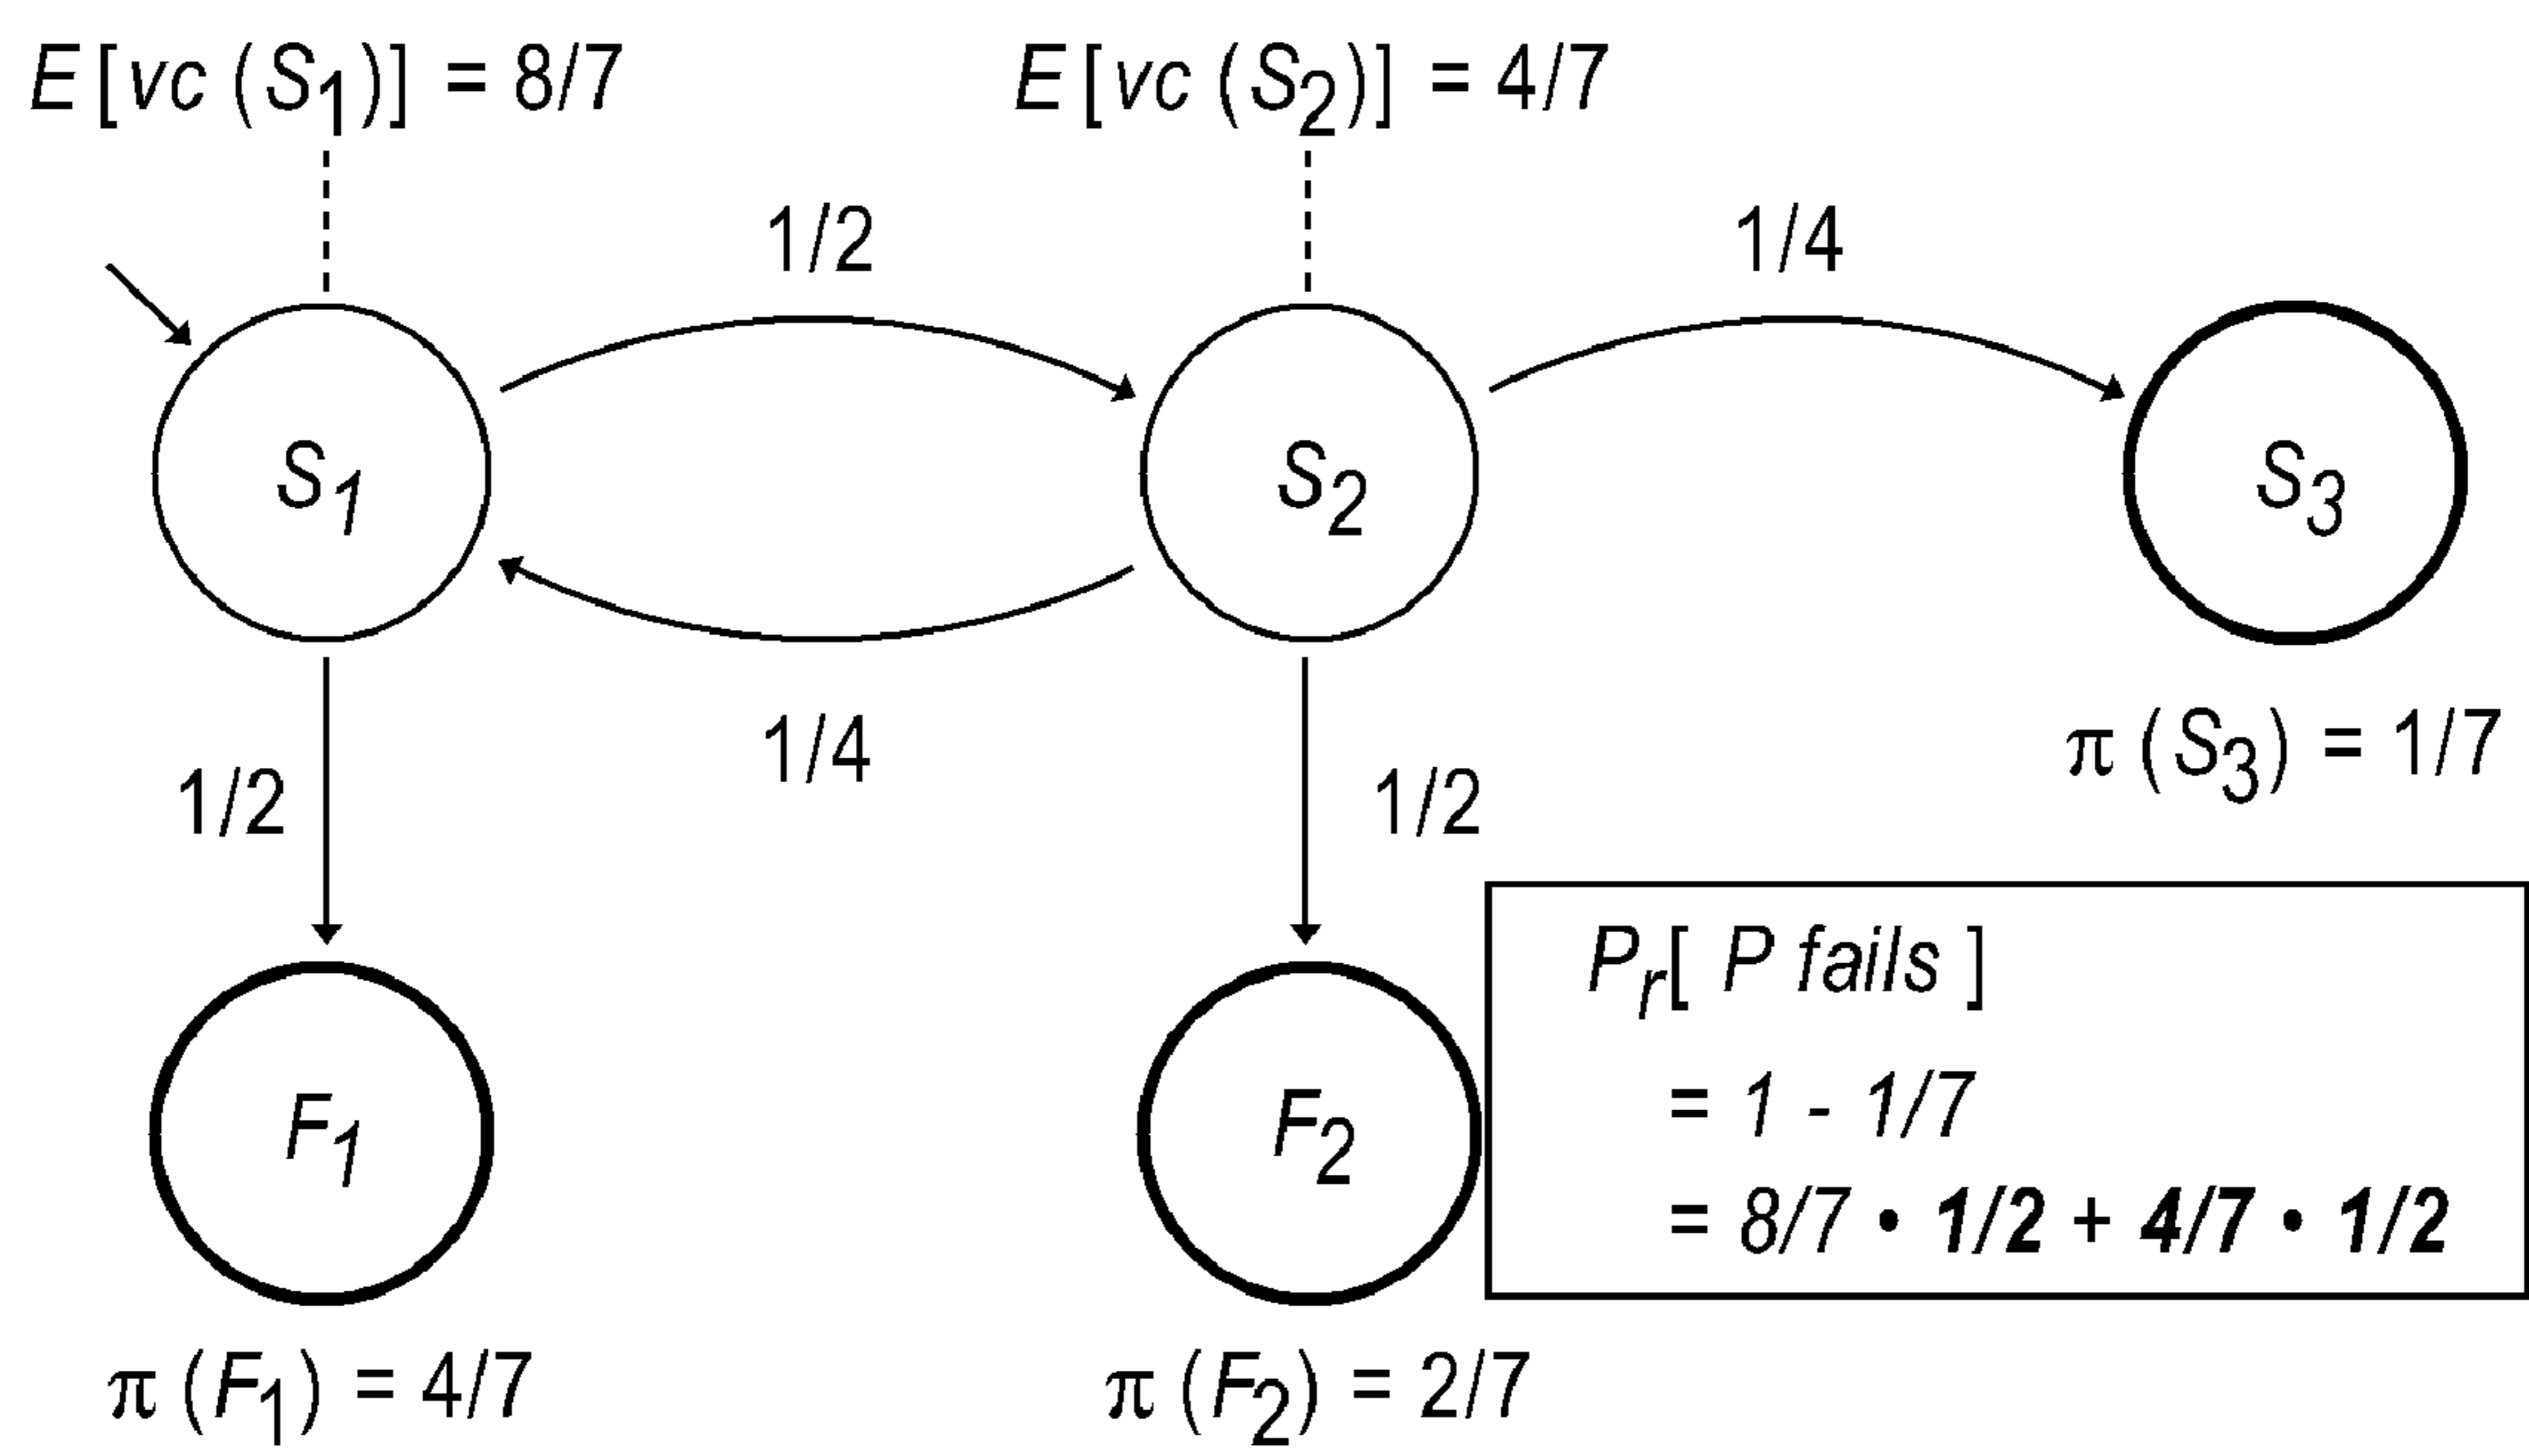 E[vc(S1)] = 8/7
E[vc(S2)] = 4/7
1/2
1/4
S1
S2
S3
1/4
π(S3) = 1/7
1/2
1/2
Pr[ P fails ]
= 1 - 1/7
= 8/7 • 1/2 + 4/7 • 1/2
F1
F2
π(F1) = 4/7
π(F2) = 2/7